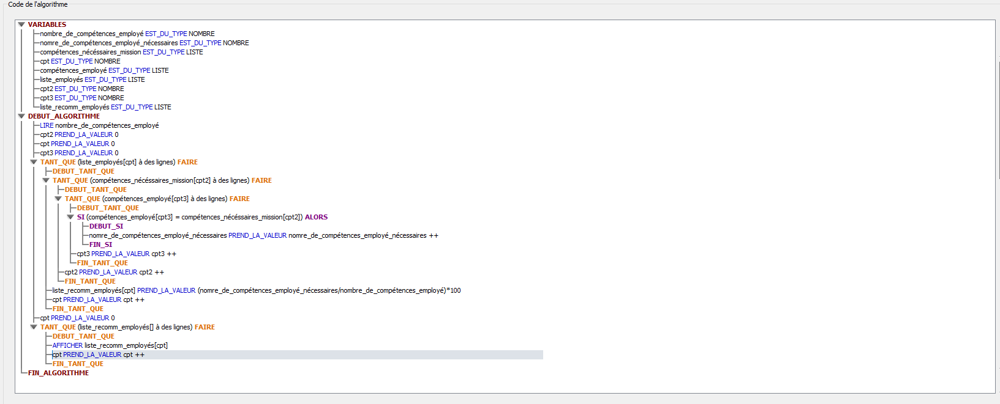 Code de l'algorithme
VARIABLES
nombre_de_compétences_employé EST_DU_TYPE NOMBRE
nomre_de_compétences_employé_nécessaires EST_DU_TYPE NOMBRE
compétences_nécéssaires_mission EST_DU_TYPE LISTE
cpt EST_DU_TYPE NOMBRE
compétences_employé EST_DU_TYPE LISTE
liste_employés EST_DU_TYPE LISTE
cpt2 EST_DU_TYPE NOMBRE
cpt3 EST_DU_TYPE NOMBRE
liste_recomm_employés EST_DU_TYPE LISTE
DEBUT_ALGORITHME
LIRE nombre_de_compétences_employé
cpt2 PREND_LA_VALEUR 0
cpt PREND_LA_VALEUR 0
cpt3 PREND_LA_VALEUR 0
TANT_QUE (liste_employés[cpt] à des lignes) FAIRE
DEBUT_TANT_QUE
TANT_QUE (compétences_nécéssaires_mission[cpt2] à des lignes) FAIRE
DEBUT_TANT_QUE
TANT_QUE (compétences_employé[cpt3] à des lignes) FAIRE
DEBUT_TANT_QUE
SI (compétences_employé[cpt3] = compétences_nécéssaires_mission[cpt2]) ALORS
DEBUT_SI
nomre_de_compétences_employé_nécessaires PREND_LA_VALEUR nomre_de_compétences_employé_nécessaires ++
FIN_SI
cpt3 PREND_LA_VALEUR cpt3 ++
FIN_TANT_QUE
cpt2 PREND_LA_VALEUR cpt2 ++
FIN_TANT_QUE
liste_recomm_employés[cpt] PREND_LA_VALEUR (nomre_de_compétences_employé_nécessaires/nombre_de_compétences_employé)*100
cpt PREND_LA_VALEUR cpt ++
FIN_TANT_QUE
cpt PREND_LA_VALEUR 0
TANT_QUE (liste_recomm_employés[] à des lignes) FAIRE
DEBUT_TANT_QUE
AFFICHER liste_recomm_employés[cpt]
cpt PREND_LA_VALEUR cpt ++
FIN_TANT_QUE
FIN_ALGORITHME